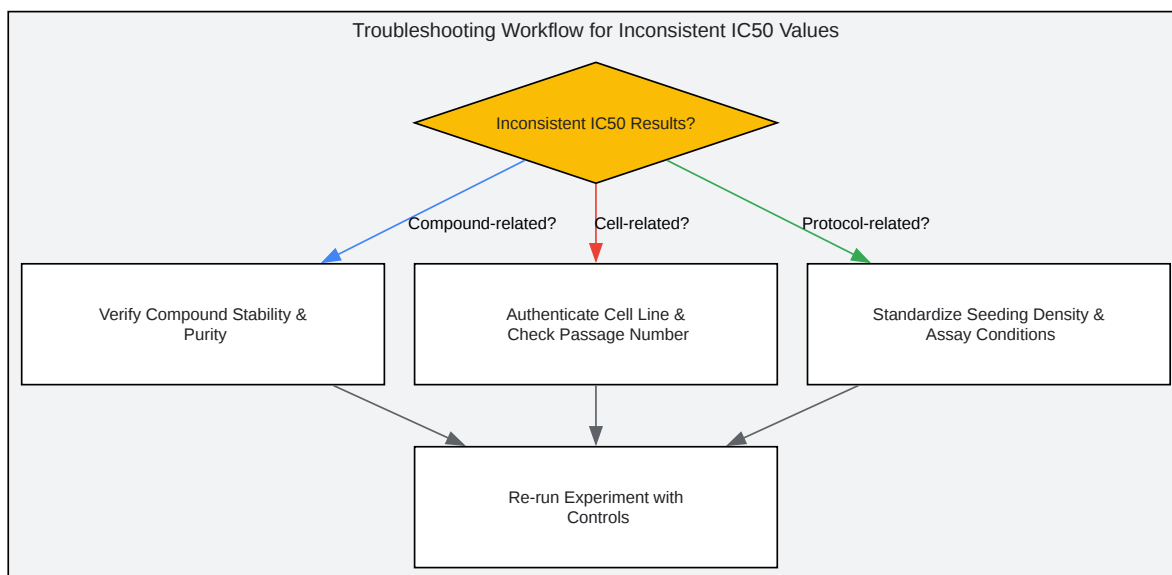 Troubleshooting Workflow for Inconsistent IC50 Values
Inconsistent IC50 Results?
Compound-related?
Cell-related?
Protocol-related?
Verify Compound Stability &
Purity
Authenticate Cell Line &
Check Passage Number
Standardize Seeding Density &
Assay Conditions
Re-run Experiment with
Controls